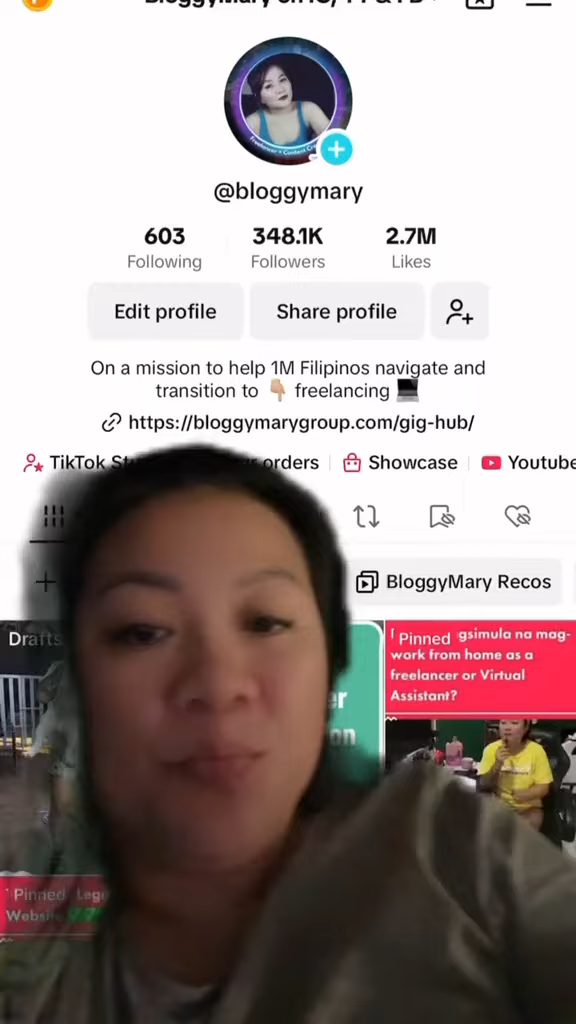 @bloggymary
603
348.1K
2.7M
Following
Followers
Likes
Edit profile
Share profile
On a mission to help 1M Filipinos navigate and
transition to 👇🏼 freelancing 💻
https://bloggymarygroup.com/gig-hub/
TikTok
orders
Showcase
Youtube
BloggyMary Recos
Drafts
Pinned
gsimula na mag-
work from home as a
freelancer or Virtual
Assistant?
Pinned
Website